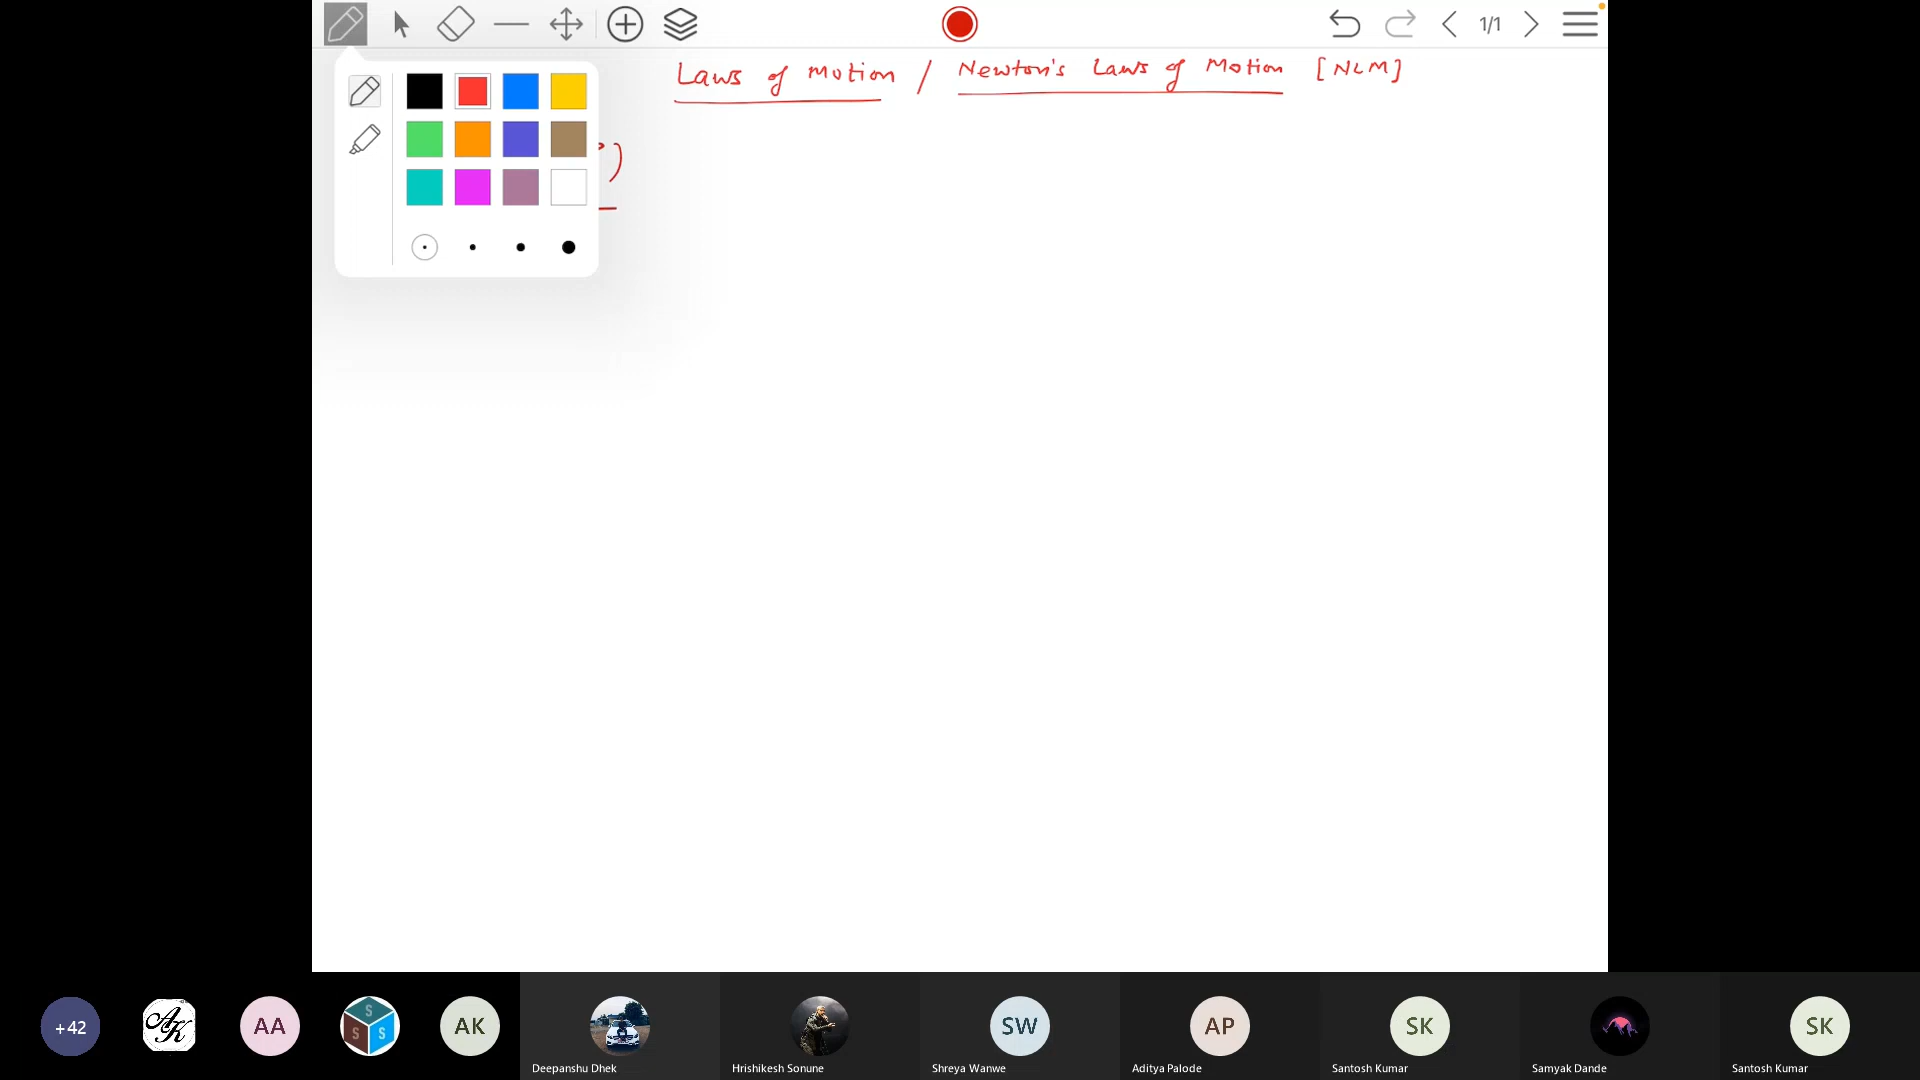 1/1
Laws of Motion / Newton's Laws of Motion [NLM]
+42 AK AA S S S AK SW AP SK SK
Deepanshu Dhek Hrishikesh Sonune Shreya Wanwe Aditya Palode Santosh Kumar Samyak Dande Santosh Kumar